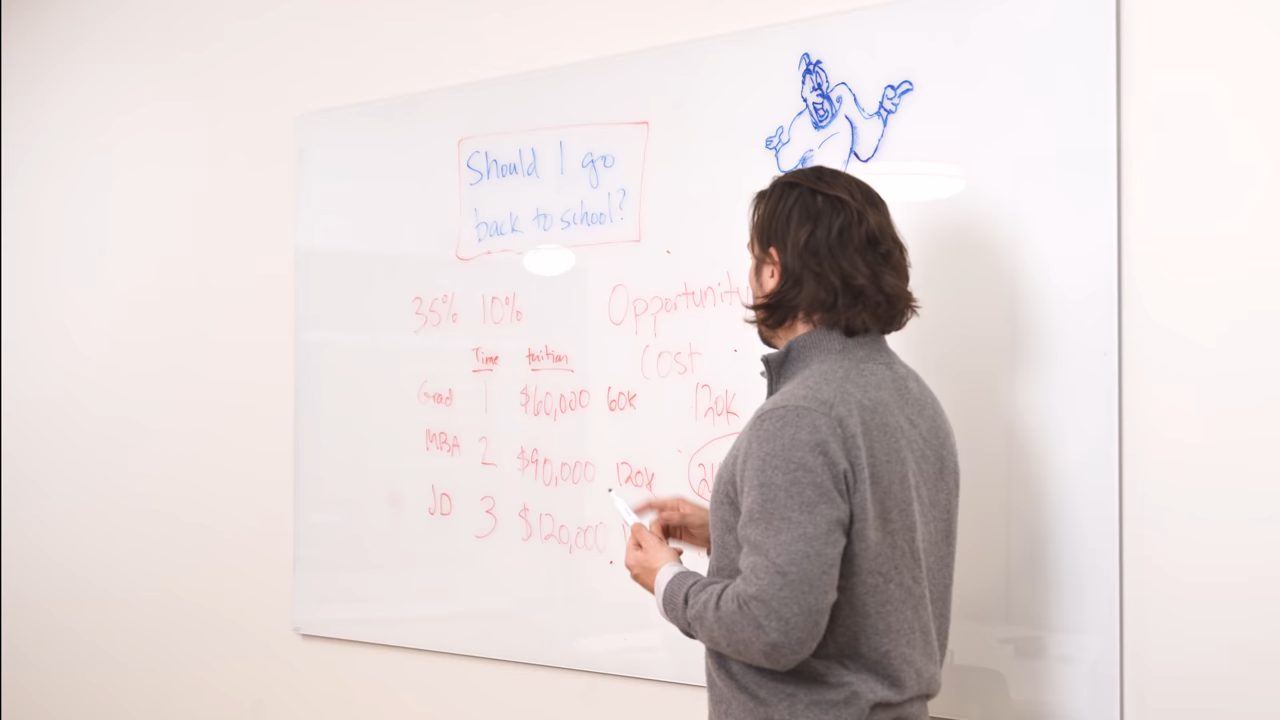 Should I go
back to school?
35% 10%
Opportunity
Cost
Time tuition
Grad 1 $60,000 60K 120K
MBA 2 $90,000 120K
JD 3 $120,000